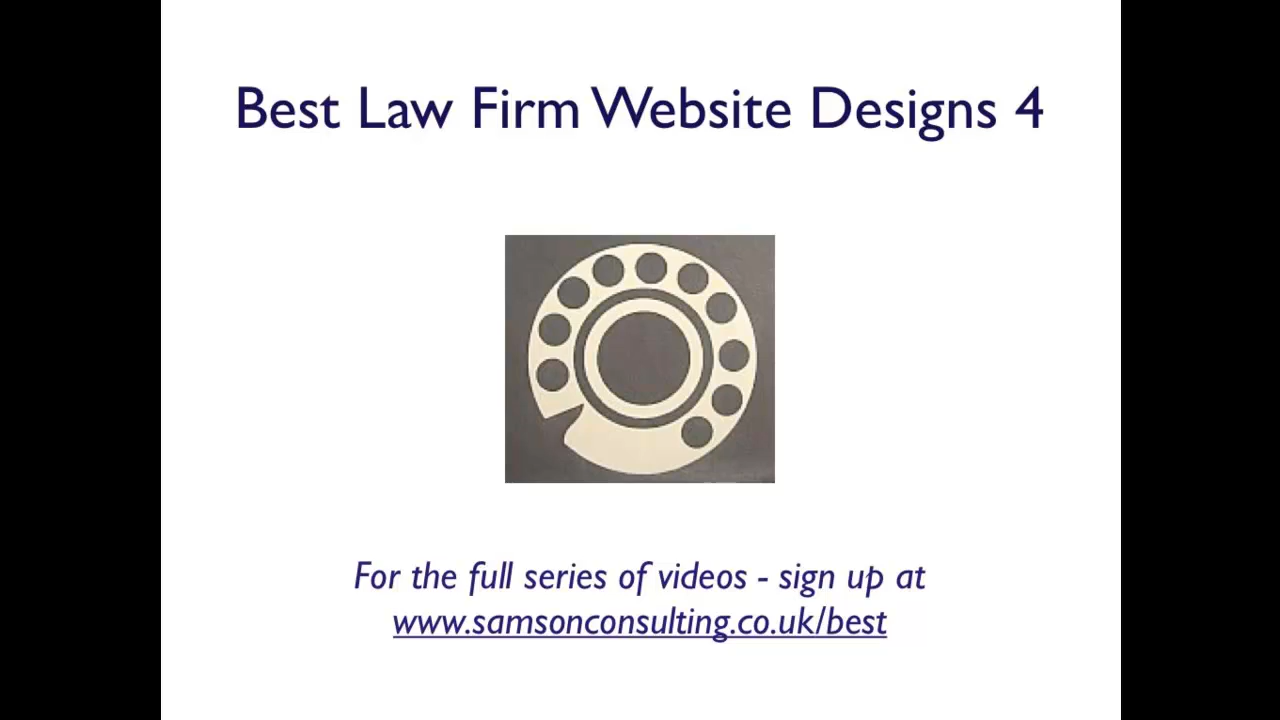 Best Law Firm Website Designs 4
For the full series of videos - sign up at
www.samsonconsulting.co.uk/best